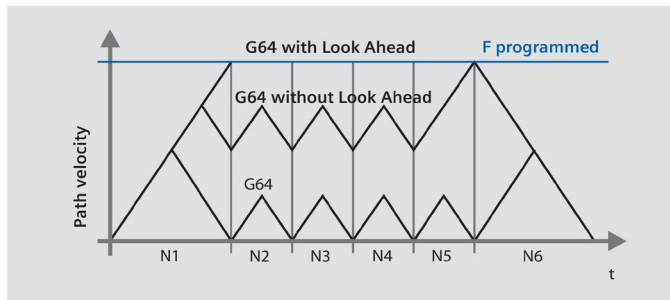 G64 with Look Ahead
F programmed
G64 without Look Ahead
Path velocity
G64
N1
N2
N3
N4
N5
N6
t